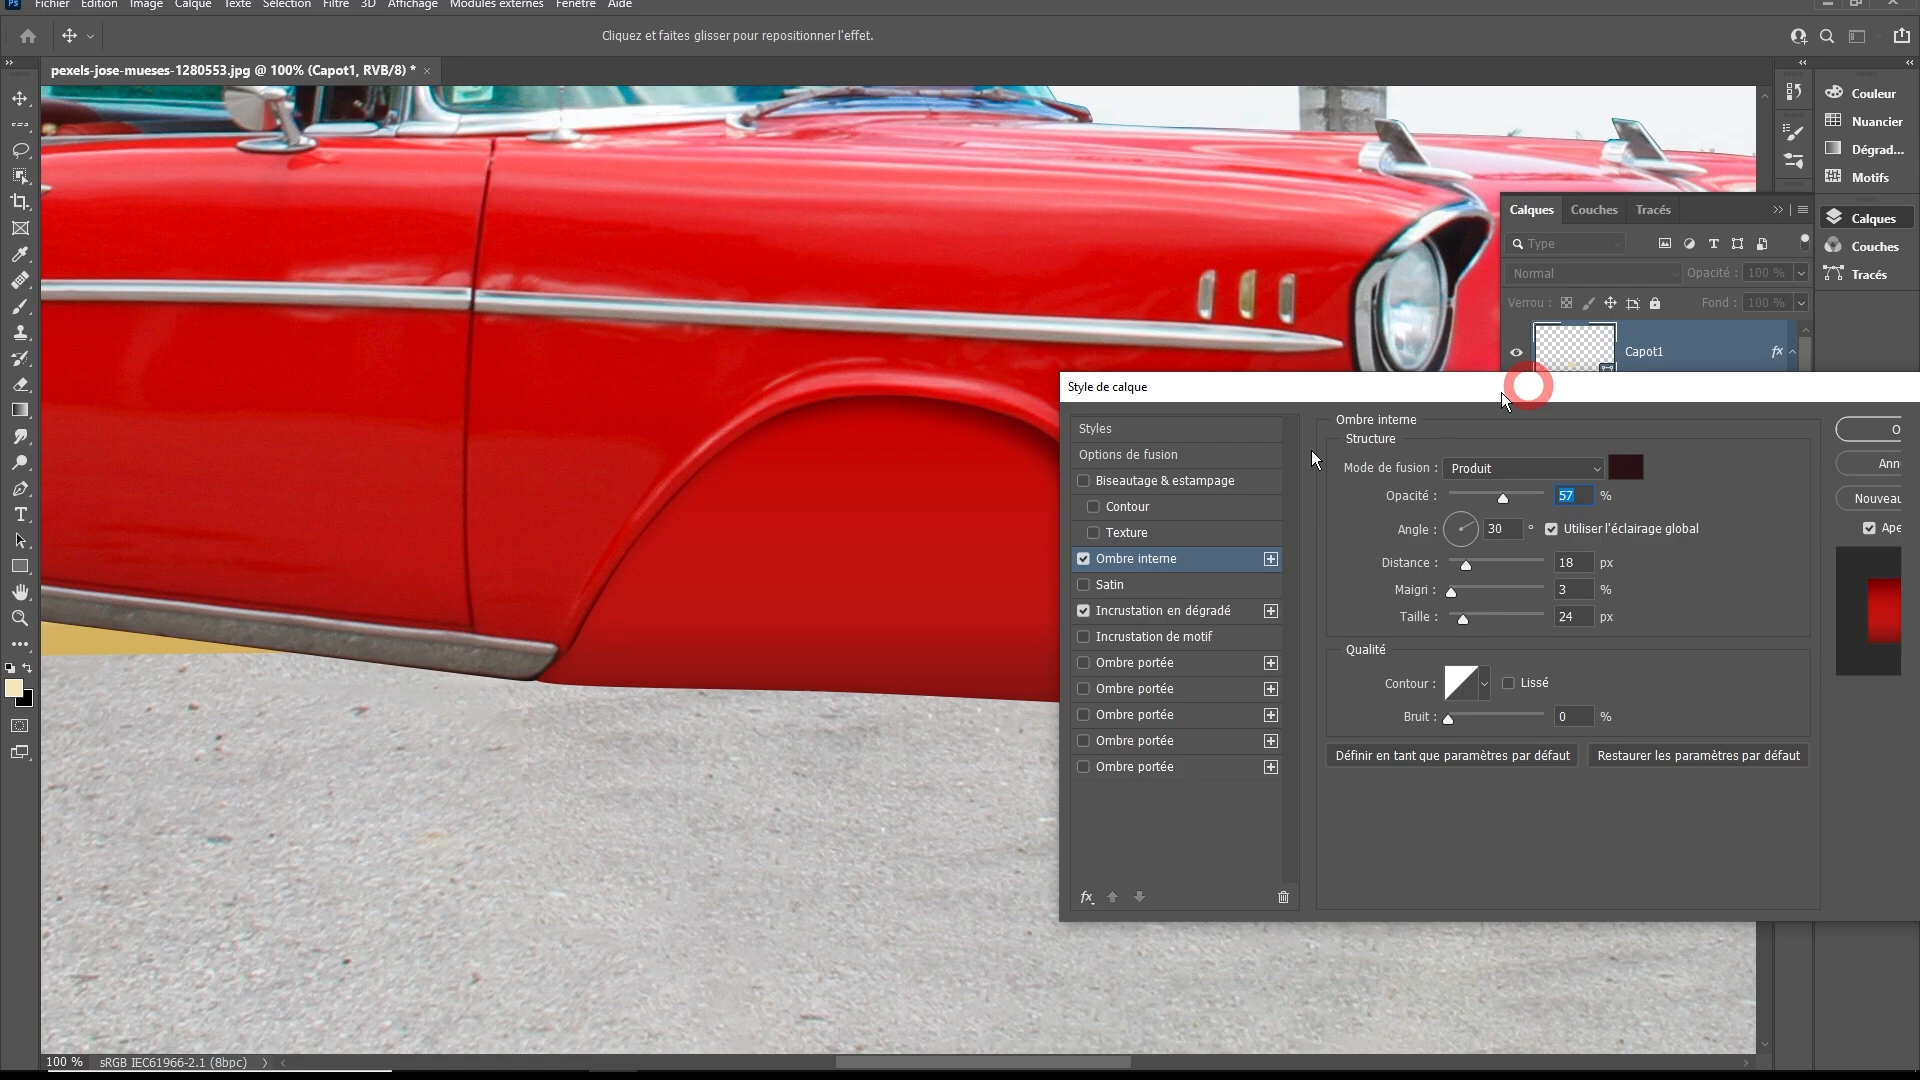 Ps Fichier Edition Image Calque Texte Sélection Filtre 3D Affichage Modules externes Fenêtre Aide
Cliquez et faites glisser pour repositionner l'effet.
pexels-jose-mueses-1280553.jpg @ 100% (Capot1, RVB/8) * ×
Couleur
Nuancier
Dégrad...
Motifs
Calques
Couches
Tracés
Calques Couches Tracés
Type
Normal Opacité : 100 %
Verrou : Fond : 100 %
Capot1 fx
Style de calque
Styles
Options de fusion
Biseautage & estampage
Contour
Texture
Ombre interne
Satin
Incrustation en dégradé
Incrustation de motif
Ombre portée
Ombre portée
Ombre portée
Ombre portée
Ombre portée
fx
Ombre interne
Structure
Mode de fusion : Produit
Opacité : 57 %
Angle : 30 ° Utiliser l'éclairage global
Distance : 18 px
Maigri : 3 %
Taille : 24 px
Qualité
Contour : Lissé
Bruit : 0 %
Définir en tant que paramètres par défaut Restaurer les paramètres par défaut
O
Ann
Nouveau
Ape
100 % sRGB IEC61966-2.1 (8bpc)